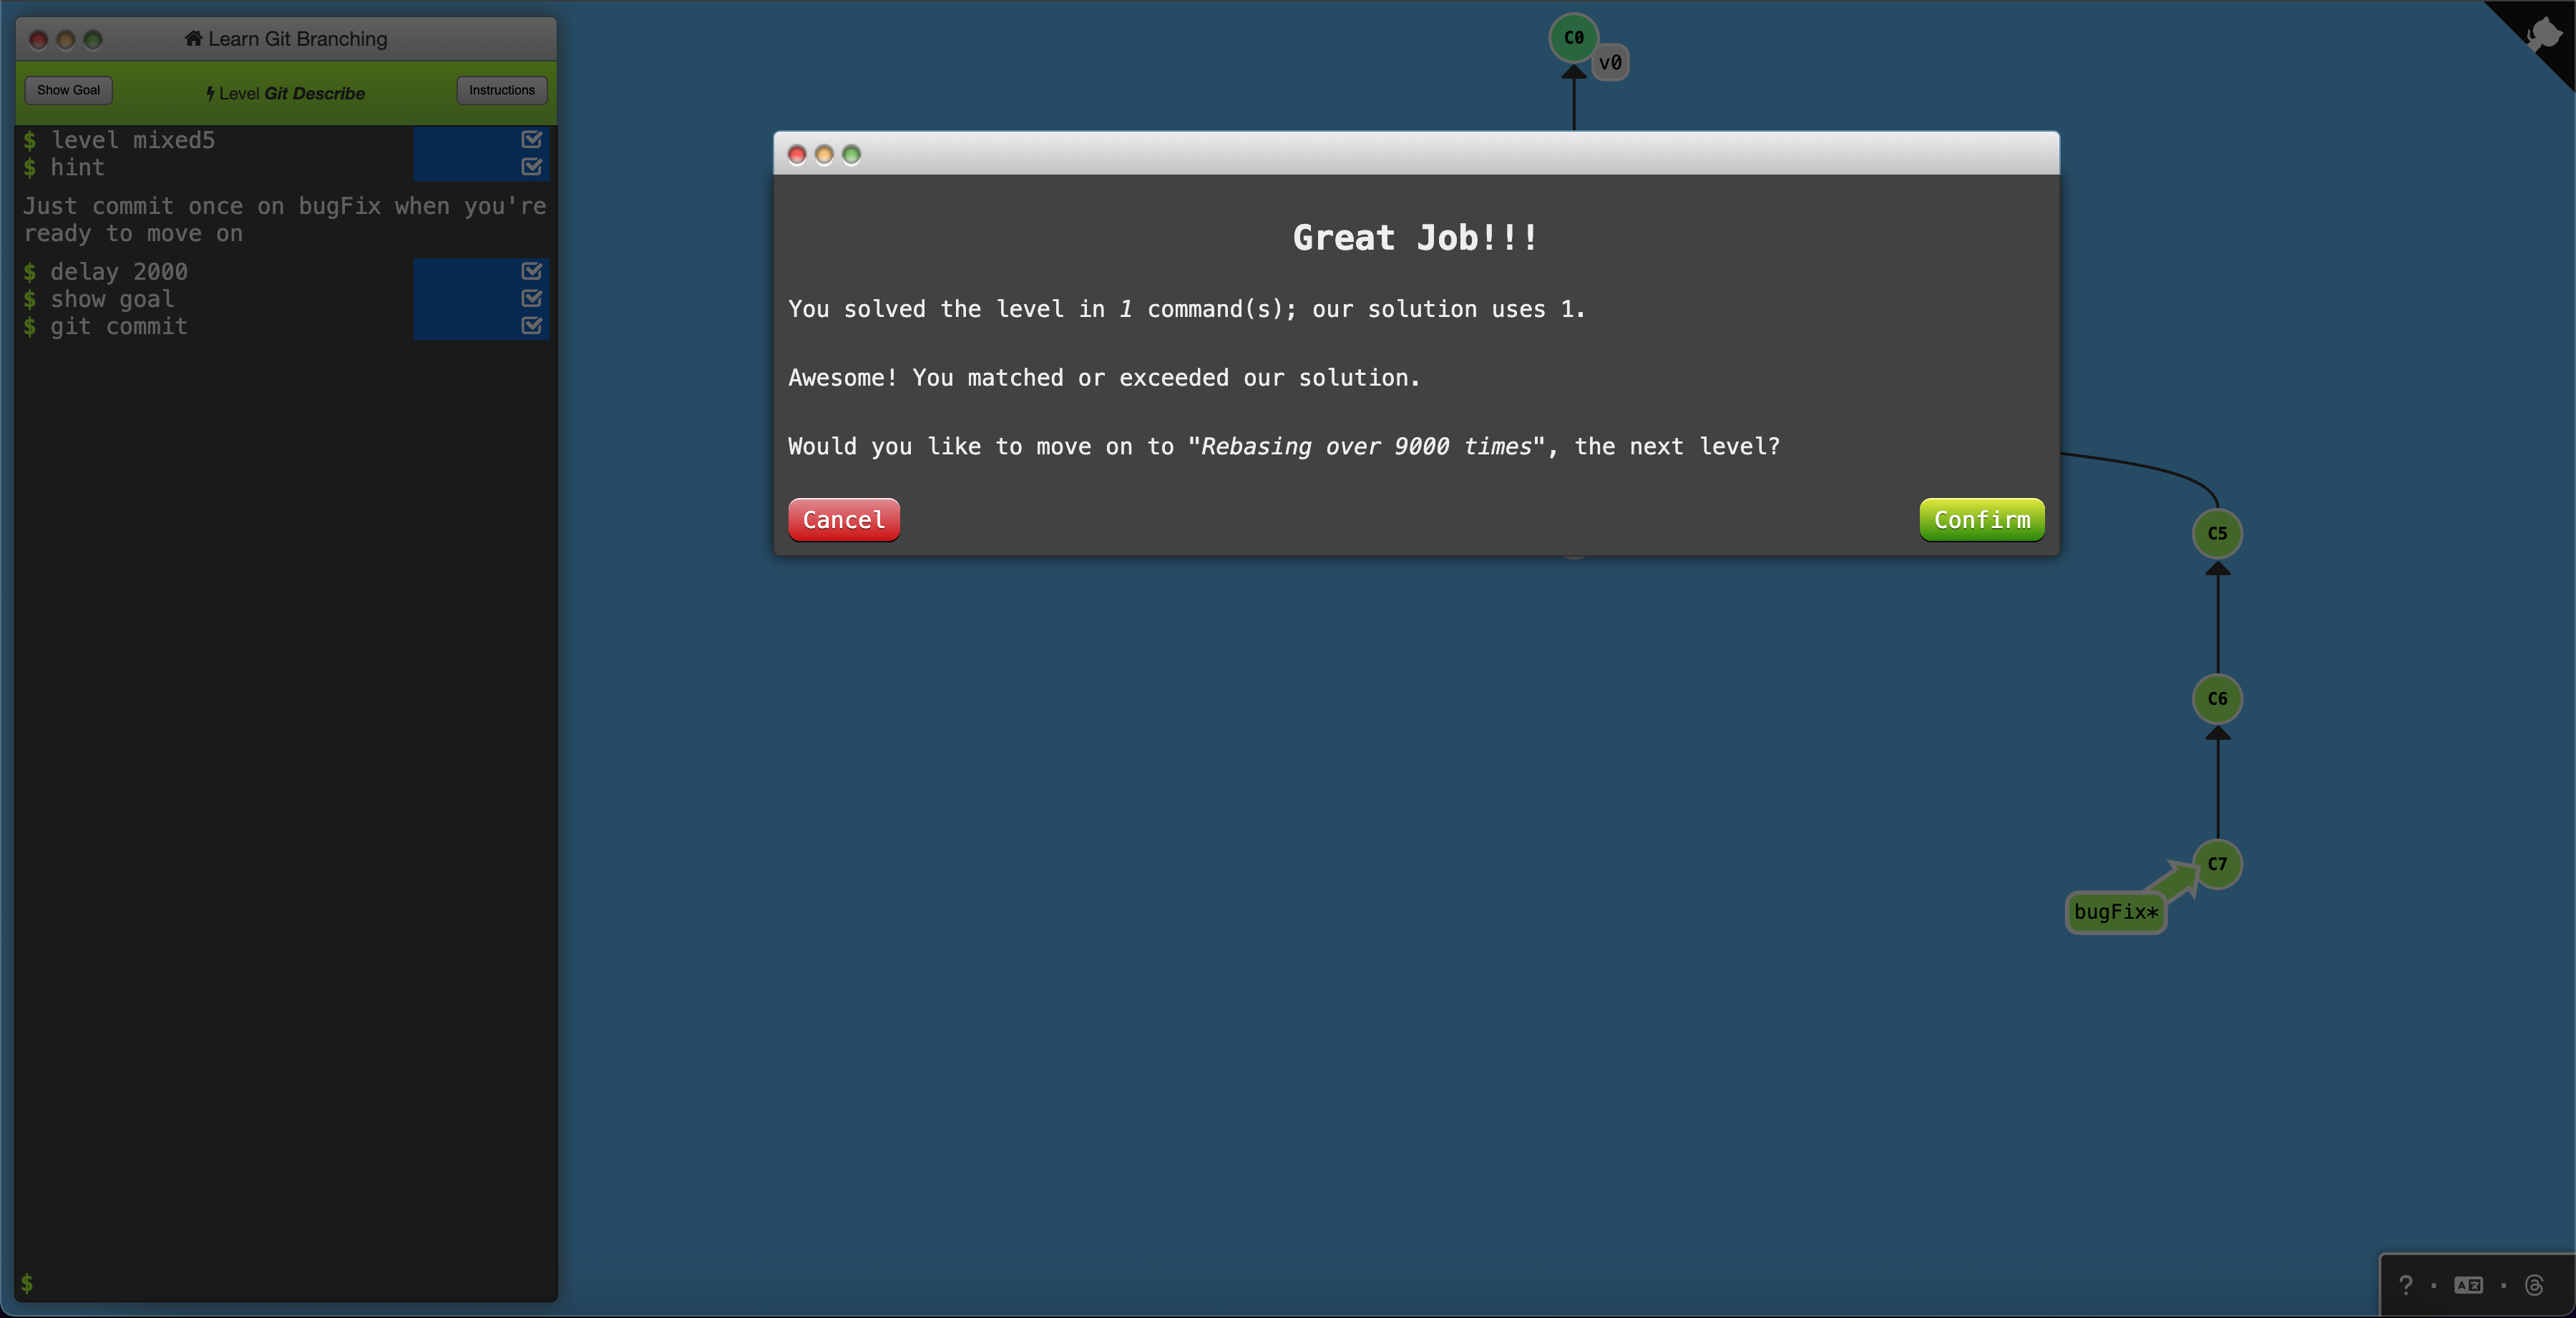 Learn Git Branching
Show Goal
Level Git Describe
Instructions
$ level mixed5
$ hint
Just commit once on bugFix when you're
ready to move on
$ delay 2000
$ show goal
$ git commit
$
C0
v0
Great Job!!!
You solved the level in 1 command(s); our solution uses 1.
Awesome! You matched or exceeded our solution.
Would you like to move on to "Rebasing over 9000 times", the next level?
Cancel
Confirm
C5
C6
C7
bugFix*
? · A文 ·